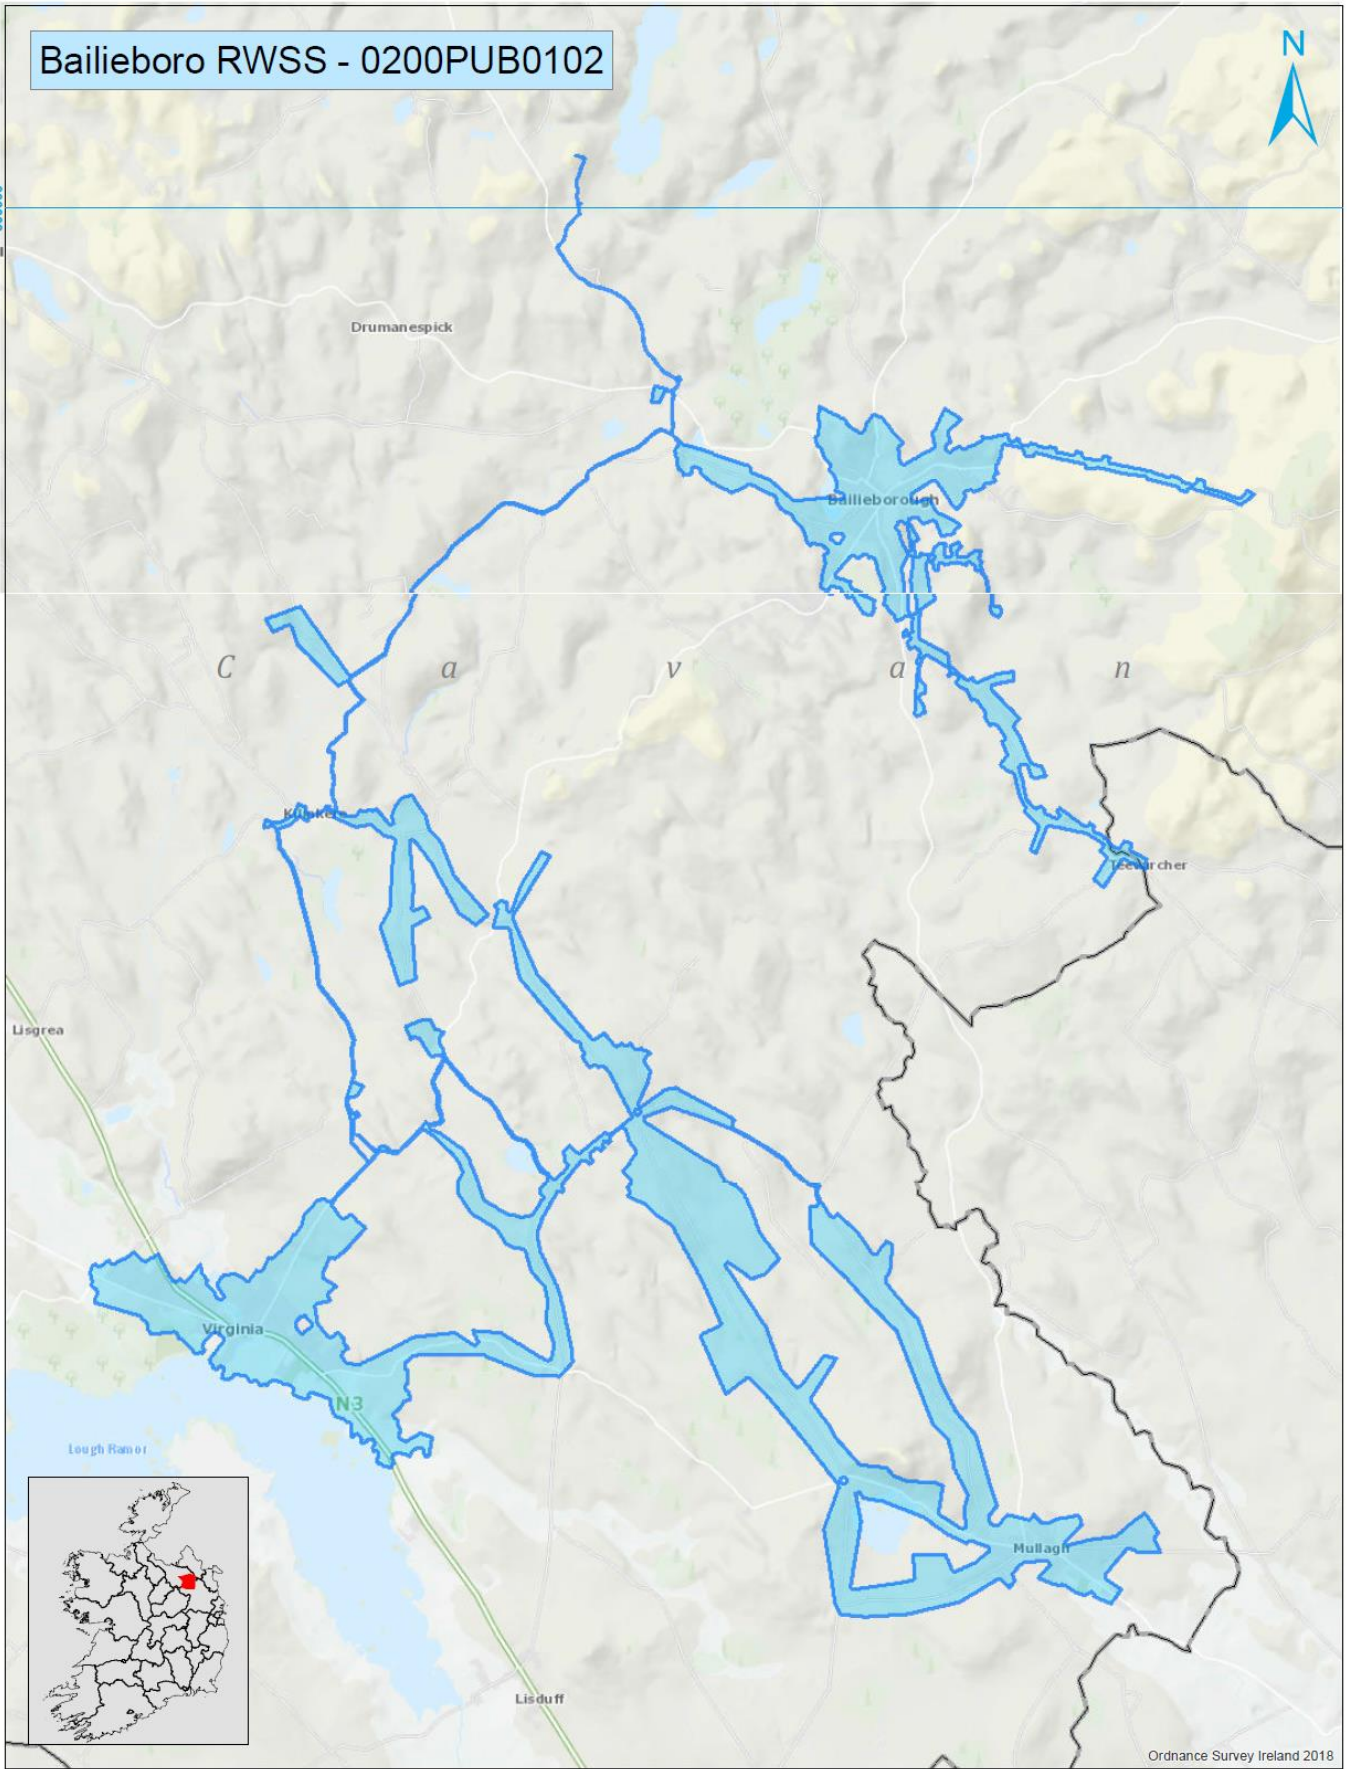 Bailieboro RWSS - 0200PUB0102
N
Drumanespick
Bailieborough
C a v a n
Lisgrea
Virginia
N3
Lough Ramor
Mullagh
Lisduff
Ordnance Survey Ireland 2018